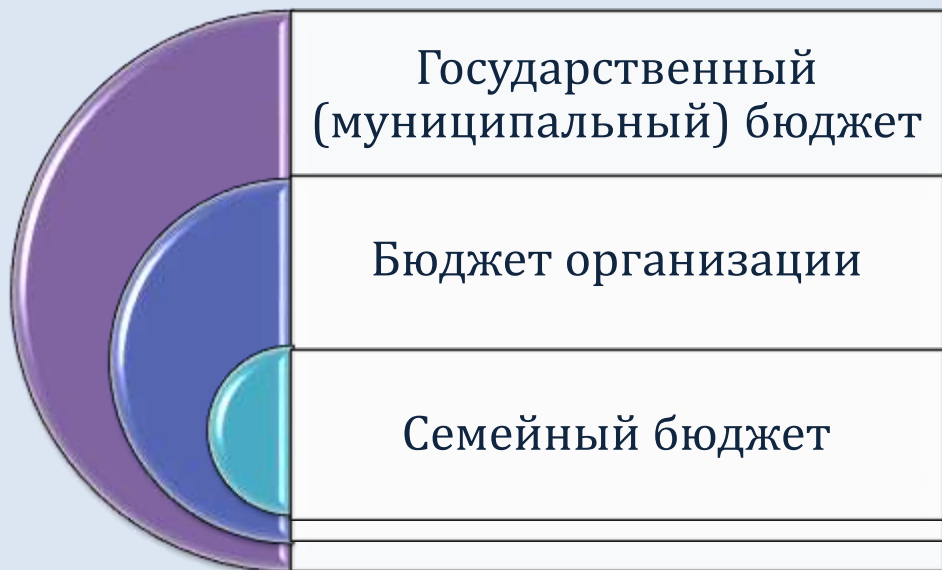 Государственный
(муниципальный) бюджет
Бюджет организации
Семейный бюджет